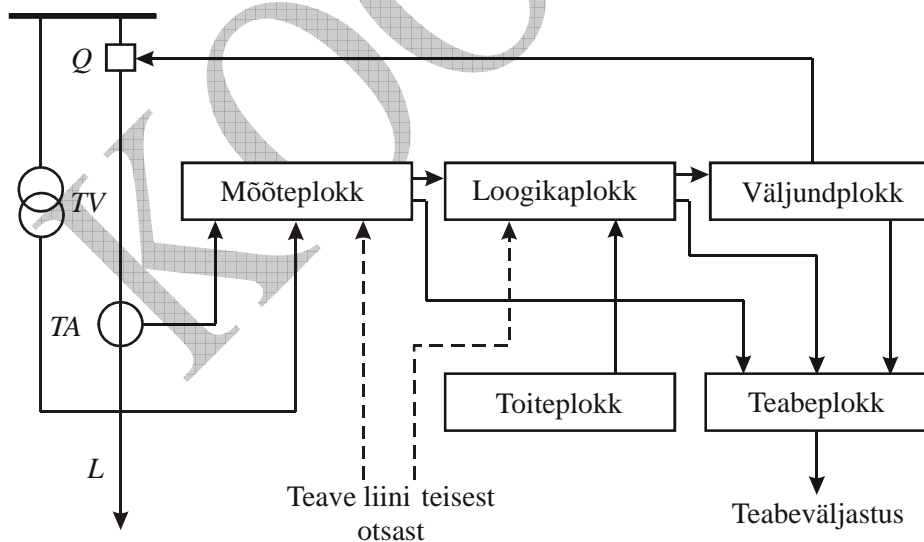 Q
Mõõteplokk
Loogikaplokk
Väljundplokk
TV
TA
Toiteplokk
Teabeplokk
L
Teave liini teisest
otsast
Teabeväljastus